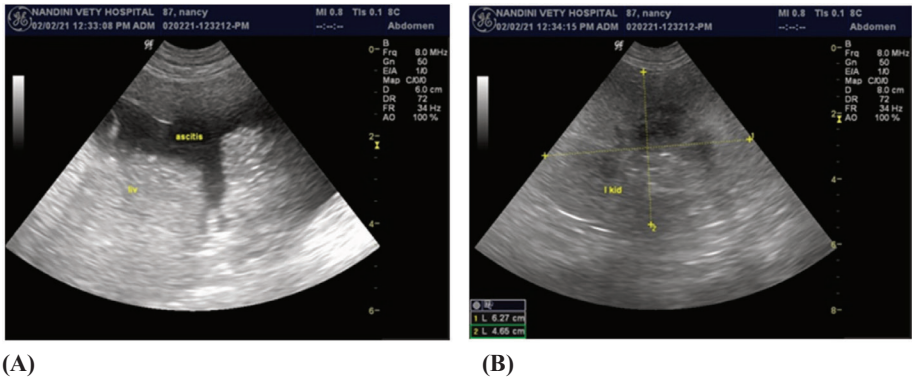 NANDINI VETY HOSPITAL 87, nancy MI 0.8 TIs 0.1 8C
02/02/21 12:33:08 PM ADM 020221-123212-PM --:--:-- Abdomen
B
Frq 8.0 MHz
Gn 50
E/A 1/0
Map C/0/0
D 6.0 cm
DR 72
FR 34 Hz
AO 100 %
0
2
4
6
ascitis
liv
(A)
NANDINI VETY HOSPITAL 87, nancy MI 0.8 TIs 0.1 8C
02/02/21 12:34:15 PM ADM 020221-123212-PM --:--:-- Abdomen
B
Frq 8.0 MHz
Gn 50
E/A 1/0
Map C/0/0
D 8.0 cm
DR 72
FR 34 Hz
AO 100 %
0
2
4
6
8
1
l kid
2
1 L 6.27 cm
2 L 4.65 cm
(B)